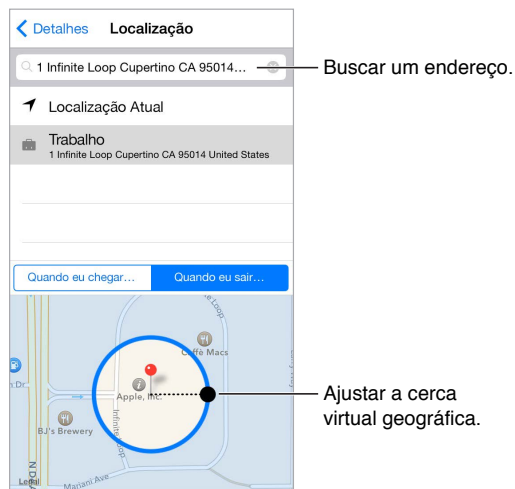 Detalhes Localização
1 Infinite Loop Cupertino CA 95014…
Buscar um endereço.
Localização Atual
Trabalho
1 Infinite Loop Cupertino CA 95014 United States
Quando eu chegar… Quando eu sair…
Loop
Caffè Macs
n Dr
Apple, Inc.
Ajustar a cerca
virtual geográfica.
BJ's Brewery
Infinite Loop
N D
Mariani Ave
Legal